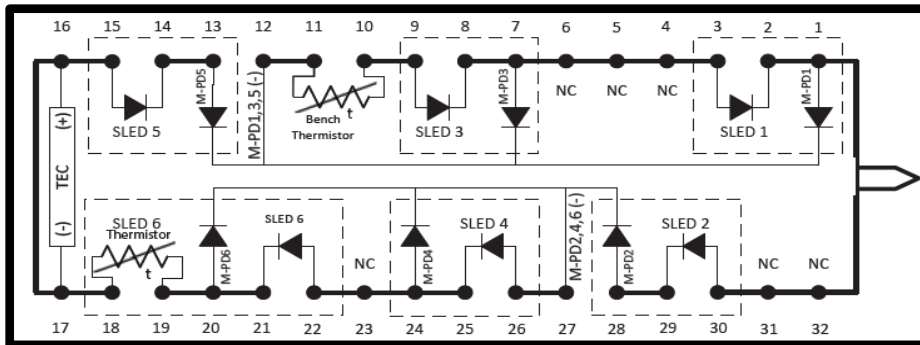 16 15 14 13 12 11 10 9 8 7 6 5 4 3 2 1
M-PD5
M-PD1,3,5 (-)
M-PD3
NC NC NC
M-PD1
(+)
TEC
(-)
SLED 5
t
Bench
Thermistor
SLED 3
SLED 1
SLED 6
Thermistor
t
M-PD6
SLED 6
NC
M-PD4
SLED 4
M-PD2,4,6 (-)
M-PD2
SLED 2
NC NC
17 18 19 20 21 22 23 24 25 26 27 28 29 30 31 32